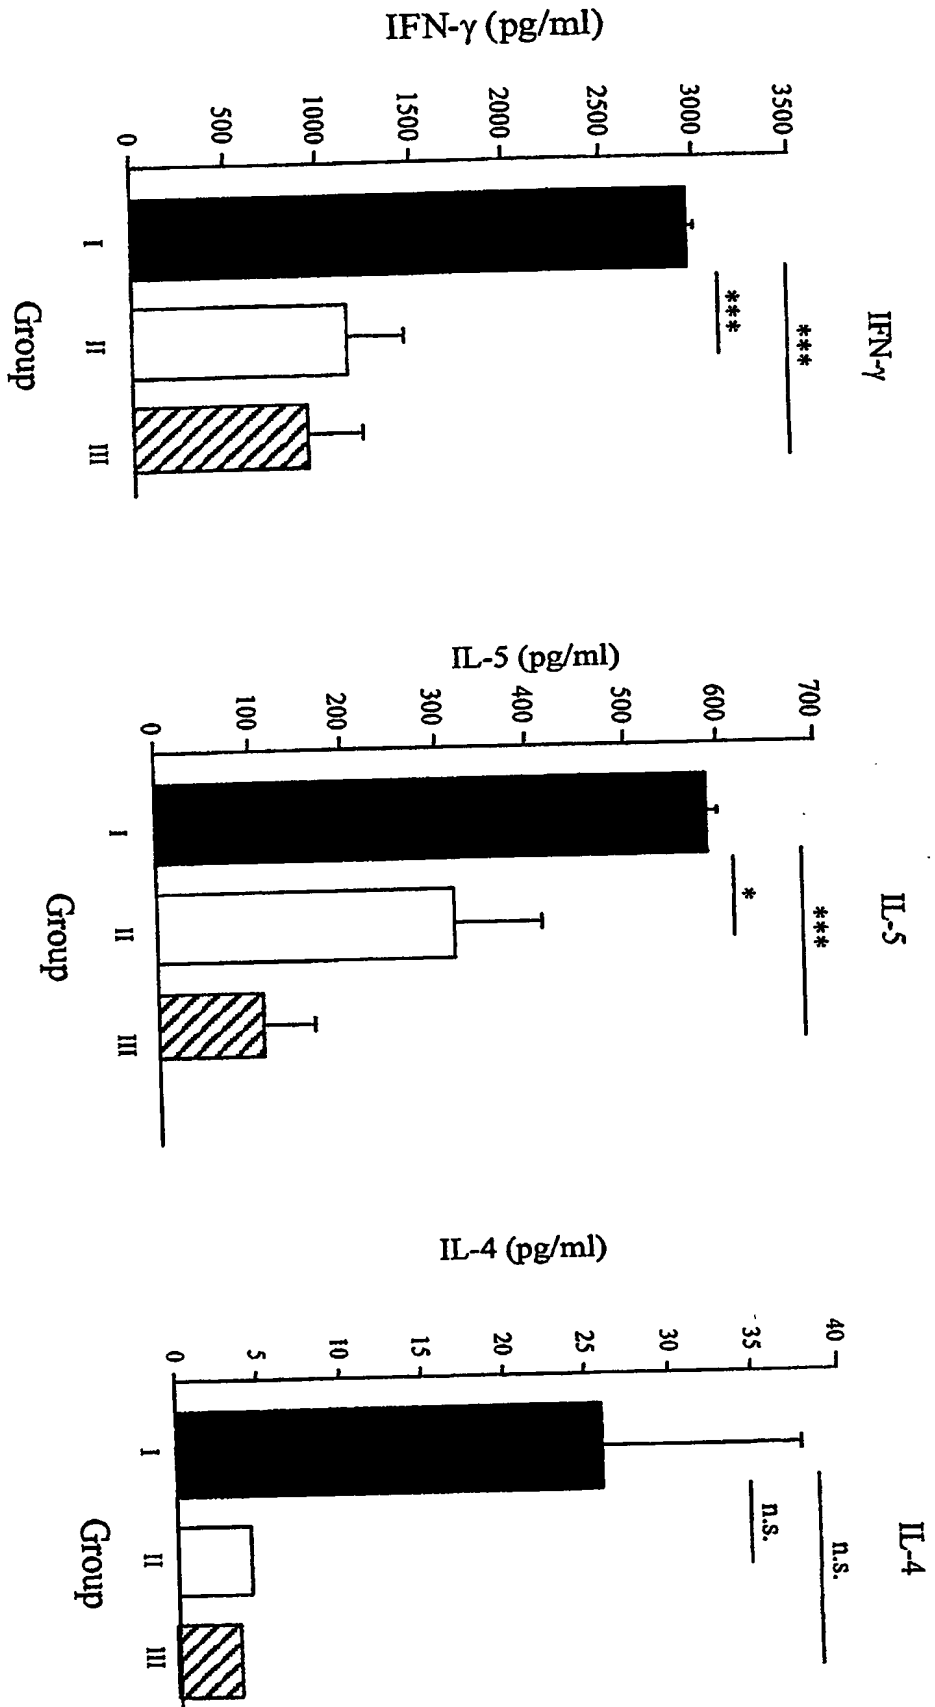 IFN-γ
IFN-γ (pg/ml)
3500
3000
2500
2000
1500
1000
500
0
***
***
I
II
III
Group
IL-5
IL-5 (pg/ml)
700
600
500
400
300
200
100
0
***
*
I
II
III
Group
IL-4
IL-4 (pg/ml)
40
35
30
25
20
15
10
5
0
n.s.
n.s.
I
II
III
Group